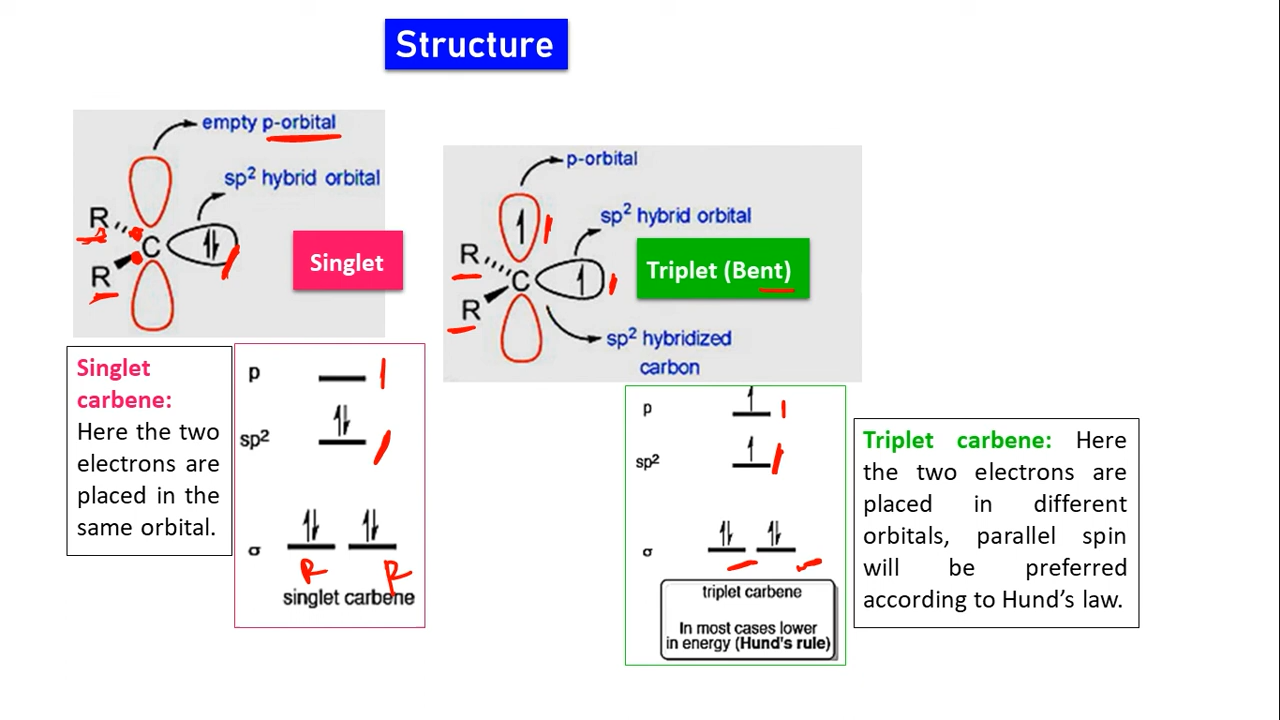 Structure
empty p-orbital
sp² hybrid orbital
R
C
R
Singlet
p-orbital
sp² hybrid orbital
R
C
R
Triplet (Bent)
sp² hybridized
carbon
Singlet
carbene:
Here the two
electrons are
placed in the
same orbital.
p
sp²
σ
R R
singlet carbene
p
sp²
σ
triplet carbene
In most cases lower
in energy (Hund's rule)
Triplet carbene: Here
the two electrons are
placed in different
orbitals, parallel spin
will be preferred
according to Hund’s law.